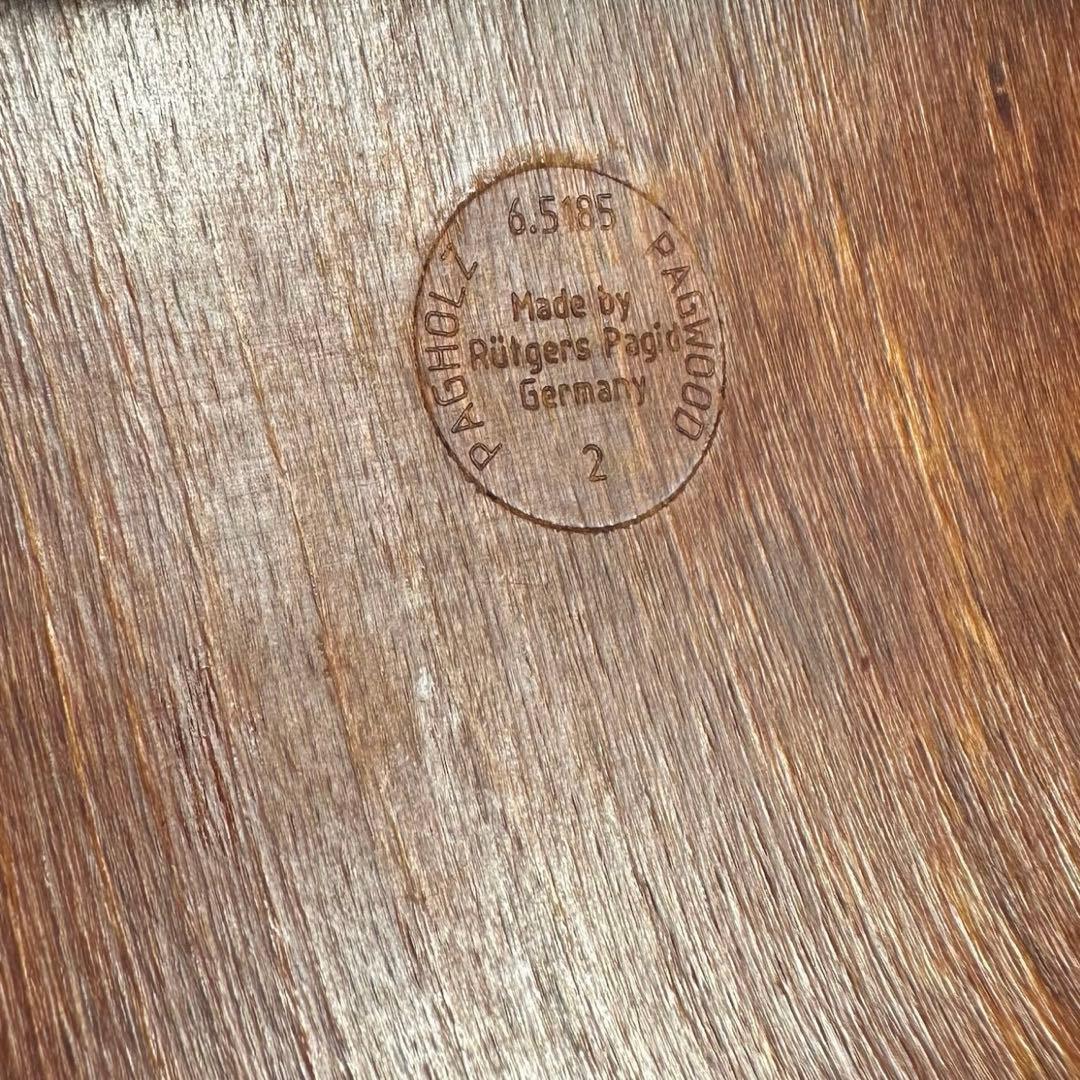 6.5185
PAGHOLZ
PAGWOOD
Made by
Rütgers Pagid
Germany
2